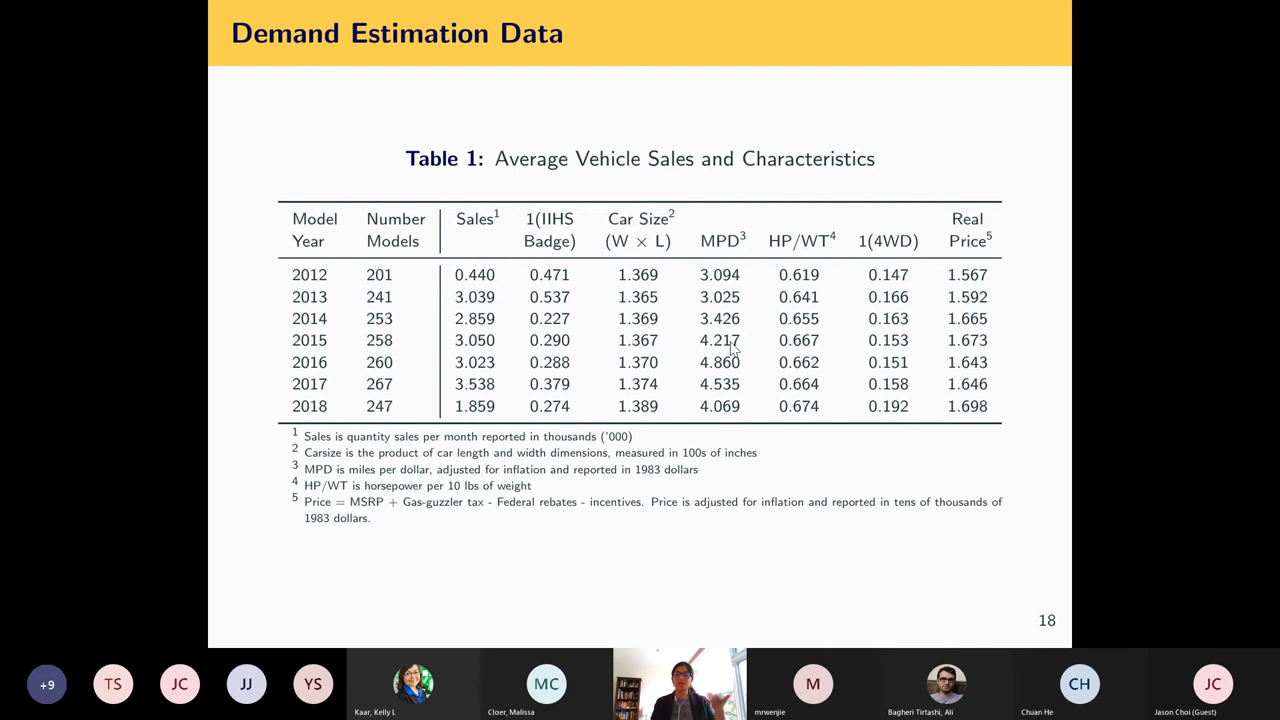 Demand Estimation Data
Table 1: Average Vehicle Sales and Characteristics
Model Number Sales1 1(IIHS Car Size2 Real
Year Models Badge) (W × L) MPD3 HP/WT4 1(4WD) Price5
2012 201 0.440 0.471 1.369 3.094 0.619 0.147 1.567
2013 241 3.039 0.537 1.365 3.025 0.641 0.166 1.592
2014 253 2.859 0.227 1.369 3.426 0.655 0.163 1.665
2015 258 3.050 0.290 1.367 4.217 0.667 0.153 1.673
2016 260 3.023 0.288 1.370 4.860 0.662 0.151 1.643
2017 267 3.538 0.379 1.374 4.535 0.664 0.158 1.646
2018 247 1.859 0.274 1.389 4.069 0.674 0.192 1.698
1 Sales is quantity sales per month reported in thousands ('000)
2 Carsize is the product of car length and width dimensions, measured in 100s of inches
3 MPD is miles per dollar, adjusted for inflation and reported in 1983 dollars
4 HP/WT is horsepower per 10 lbs of weight
5 Price = MSRP + Gas-guzzler tax - Federal rebates - incentives. Price is adjusted for inflation and reported in tens of thousands of
1983 dollars.
18
+9 TS JC JJ YS MC M CH JC
Kaar, Kelly L Cloer, Malissa mrwenjie Bagheri Tirtashi, Ali Chuan He Jason Choi (Guest)